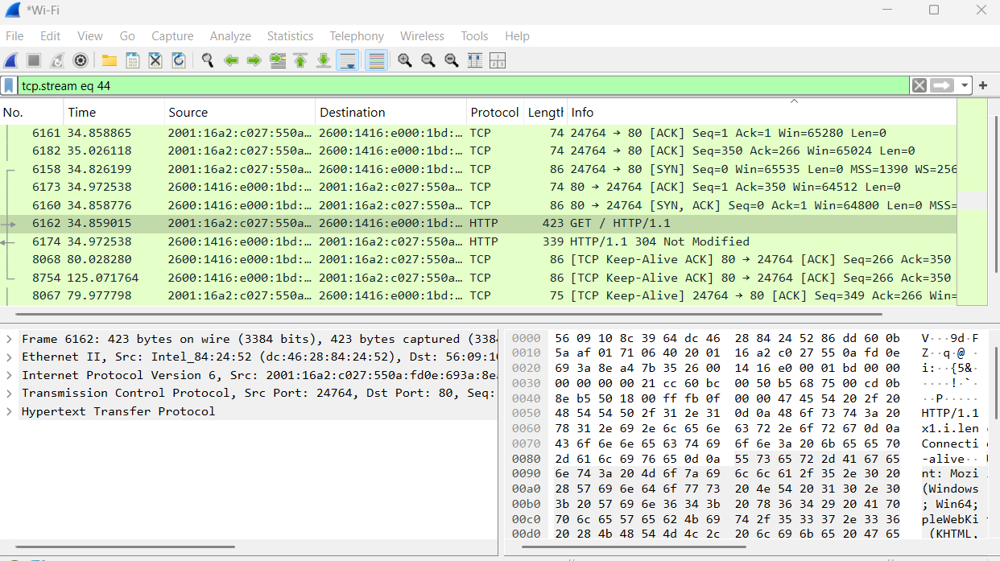 *Wi-Fi
File Edit View Go Capture Analyze Statistics Telephony Wireless Tools Help
tcp.stream eq 44
No. Time Source Destination Protocol Length Info
6161 34.858865 2001:16a2:c027:550a… 2600:1416:e000:1bd:… TCP 74 24764 → 80 [ACK] Seq=1 Ack=1 Win=65280 Len=0
6182 35.026118 2001:16a2:c027:550a… 2600:1416:e000:1bd:… TCP 74 24764 → 80 [ACK] Seq=350 Ack=266 Win=65024 Len=0
6158 34.826199 2001:16a2:c027:550a… 2600:1416:e000:1bd:… TCP 86 24764 → 80 [SYN] Seq=0 Win=65535 Len=0 MSS=1390 WS=256
6173 34.972538 2600:1416:e000:1bd:… 2001:16a2:c027:550a… TCP 74 80 → 24764 [ACK] Seq=1 Ack=350 Win=64512 Len=0
6160 34.858776 2600:1416:e000:1bd:… 2001:16a2:c027:550a… TCP 86 80 → 24764 [SYN, ACK] Seq=0 Ack=1 Win=64800 Len=0 MSS=
6162 34.859015 2001:16a2:c027:550a… 2600:1416:e000:1bd:… HTTP 423 GET / HTTP/1.1
6174 34.972538 2600:1416:e000:1bd:… 2001:16a2:c027:550a… HTTP 339 HTTP/1.1 304 Not Modified
8068 80.028280 2600:1416:e000:1bd:… 2001:16a2:c027:550a… TCP 86 [TCP Keep-Alive ACK] 80 → 24764 [ACK] Seq=266 Ack=350
8754 125.071764 2600:1416:e000:1bd:… 2001:16a2:c027:550a… TCP 86 [TCP Keep-Alive ACK] 80 → 24764 [ACK] Seq=266 Ack=350
8067 79.977798 2001:16a2:c027:550a… 2600:1416:e000:1bd:… TCP 75 [TCP Keep-Alive] 24764 → 80 [ACK] Seq=349 Ack=266 Win=
Frame 6162: 423 bytes on wire (3384 bits), 423 bytes captured (338
Ethernet II, Src: Intel_84:24:52 (dc:46:28:84:24:52), Dst: 56:09:10
Internet Protocol Version 6, Src: 2001:16a2:c027:550a:fd0e:693a:8ea
Transmission Control Protocol, Src Port: 24764, Dst Port: 80, Seq:
Hypertext Transfer Protocol
0000 56 09 10 8c 39 64 dc 46 28 84 24 52 86 dd 60 0b V···9d·F
0010 5a af 01 71 06 40 20 01 16 a2 c0 27 55 0a fd 0e Z··q·@ ·
0020 69 3a 8e a4 7b 35 26 00 14 16 e0 00 01 bd 00 00 i:··{5&·
0030 00 00 00 00 21 cc 60 bc 00 50 b5 68 75 00 cd 0b ····!·`·
0040 8e b5 50 18 00 ff fb 0f 00 00 47 45 54 20 2f 20 ··P·····
0050 48 54 54 50 2f 31 2e 31 0d 0a 48 6f 73 74 3a 20 HTTP/1.1
0060 78 31 2e 69 2e 6c 65 6e 63 72 2e 6f 72 67 0d 0a x1.i.len
0070 43 6f 6e 6e 65 63 74 69 6f 6e 3a 20 6b 65 65 70 Connecti
0080 2d 61 6c 69 76 65 0d 0a 55 73 65 72 2d 41 67 65 -alive··
0090 6e 74 3a 20 4d 6f 7a 69 6c 6c 61 2f 35 2e 30 20 nt: Mozi
00a0 28 57 69 6e 64 6f 77 73 20 4e 54 20 31 30 2e 30 (Windows
00b0 3b 20 57 69 6e 36 34 3b 20 78 36 34 29 20 41 70 ; Win64;
00c0 70 6c 65 57 65 62 4b 69 74 2f 35 33 37 2e 33 36 pleWebKi
00d0 20 28 4b 48 54 4d 4c 2c 20 6c 69 6b 65 20 47 65 (KHTML,